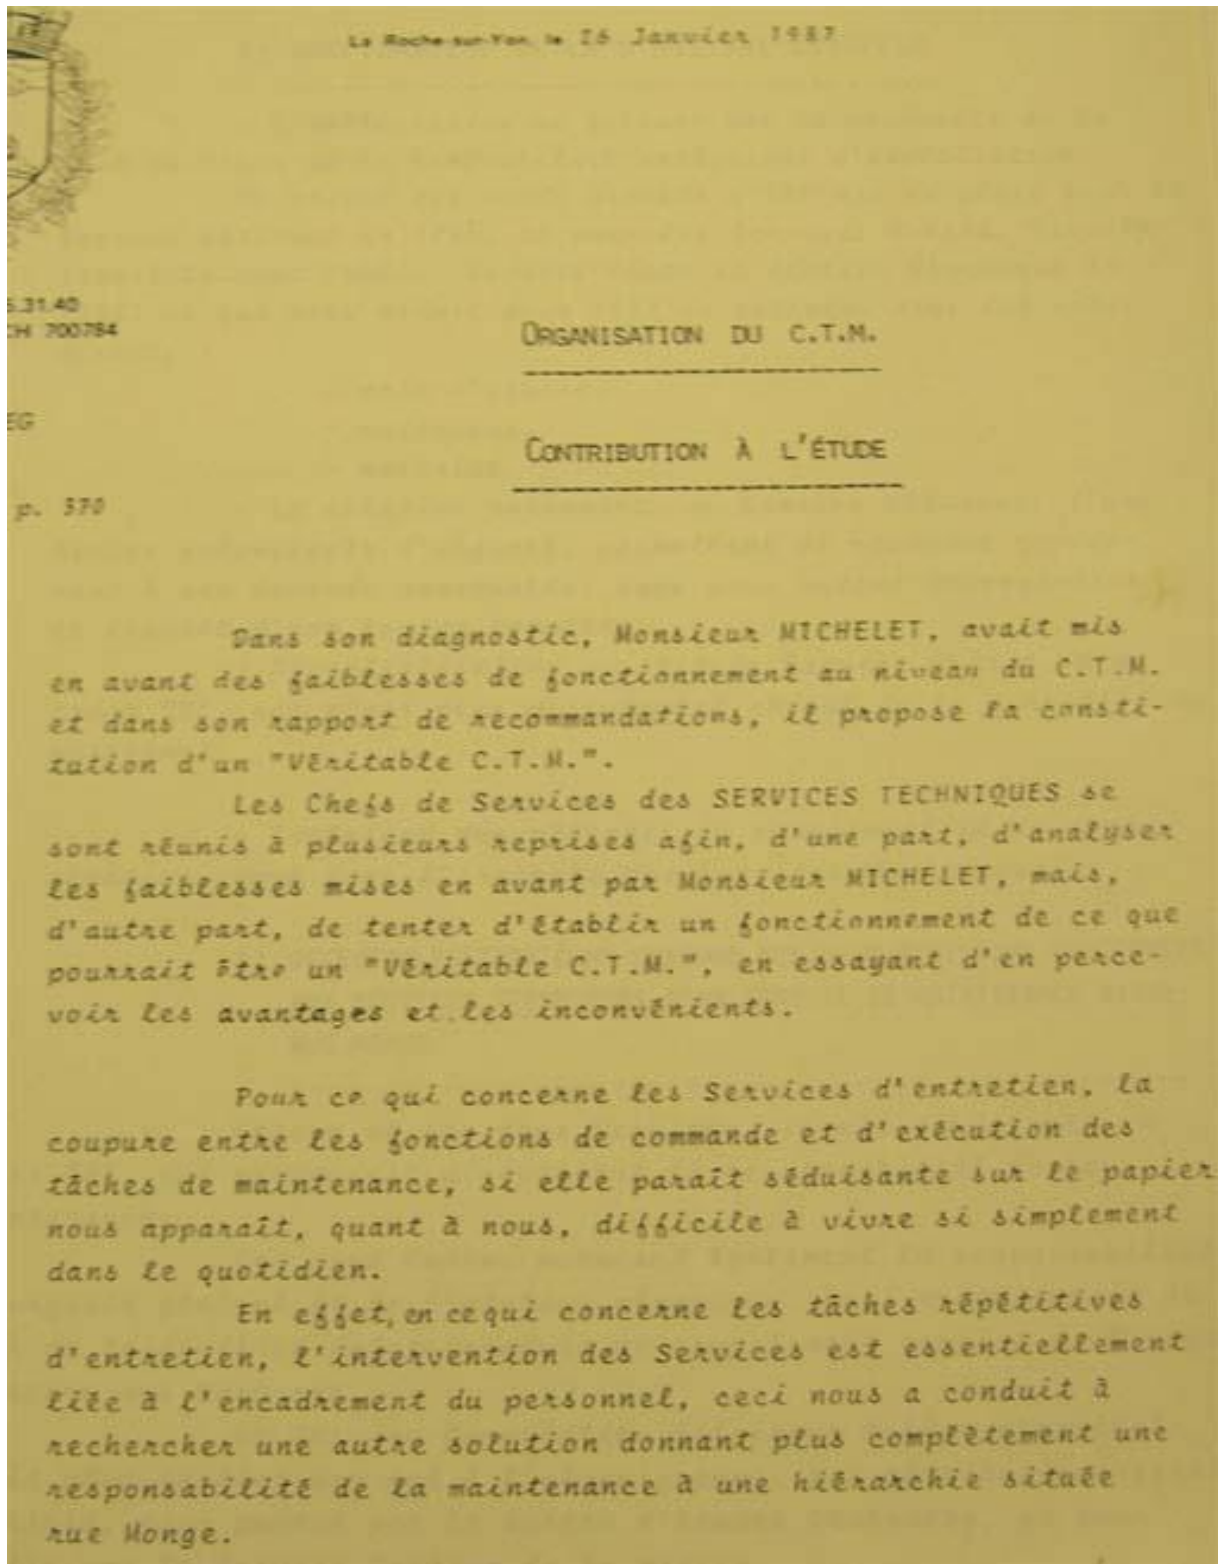 La Roche-sur-Yon, le 26 Janvier 1987
5.31.40
CH 700784
ORGANISATION DU C.T.M.
EG
CONTRIBUTION À L'ÉTUDE
p. 570
Dans son diagnostic, Monsieur MICHELET, avait mis
en avant des faiblesses de fonctionnement au niveau du C.T.M.
et dans son rapport de recommandations, il propose la consti-
tution d'un "Véritable C.T.M.".
Les Chefs de Services des SERVICES TECHNIQUES se
sont réunis à plusieurs reprises afin, d'une part, d'analyser
les faiblesses mises en avant par Monsieur MICHELET, mais,
d'autre part, de tenter d'établir un fonctionnement de ce que
pourrait être un "Véritable C.T.M.", en essayant d'en perce-
voir les avantages et les inconvénients.
Pour ce qui concerne les Services d'entretien, la
coupure entre les fonctions de commande et d'exécution des
tâches de maintenance, si elle paraît séduisante sur le papier
nous apparaît, quant à nous, difficile à vivre si simplement
dans le quotidien.
En effet, en ce qui concerne les tâches répétitives
d'entretien, l'intervention des Services est essentiellement
liée à l'encadrement du personnel, ceci nous a conduit à
rechercher une autre solution donnant plus complètement une
responsabilité de la maintenance à une hiérarchie située
rue Monge.